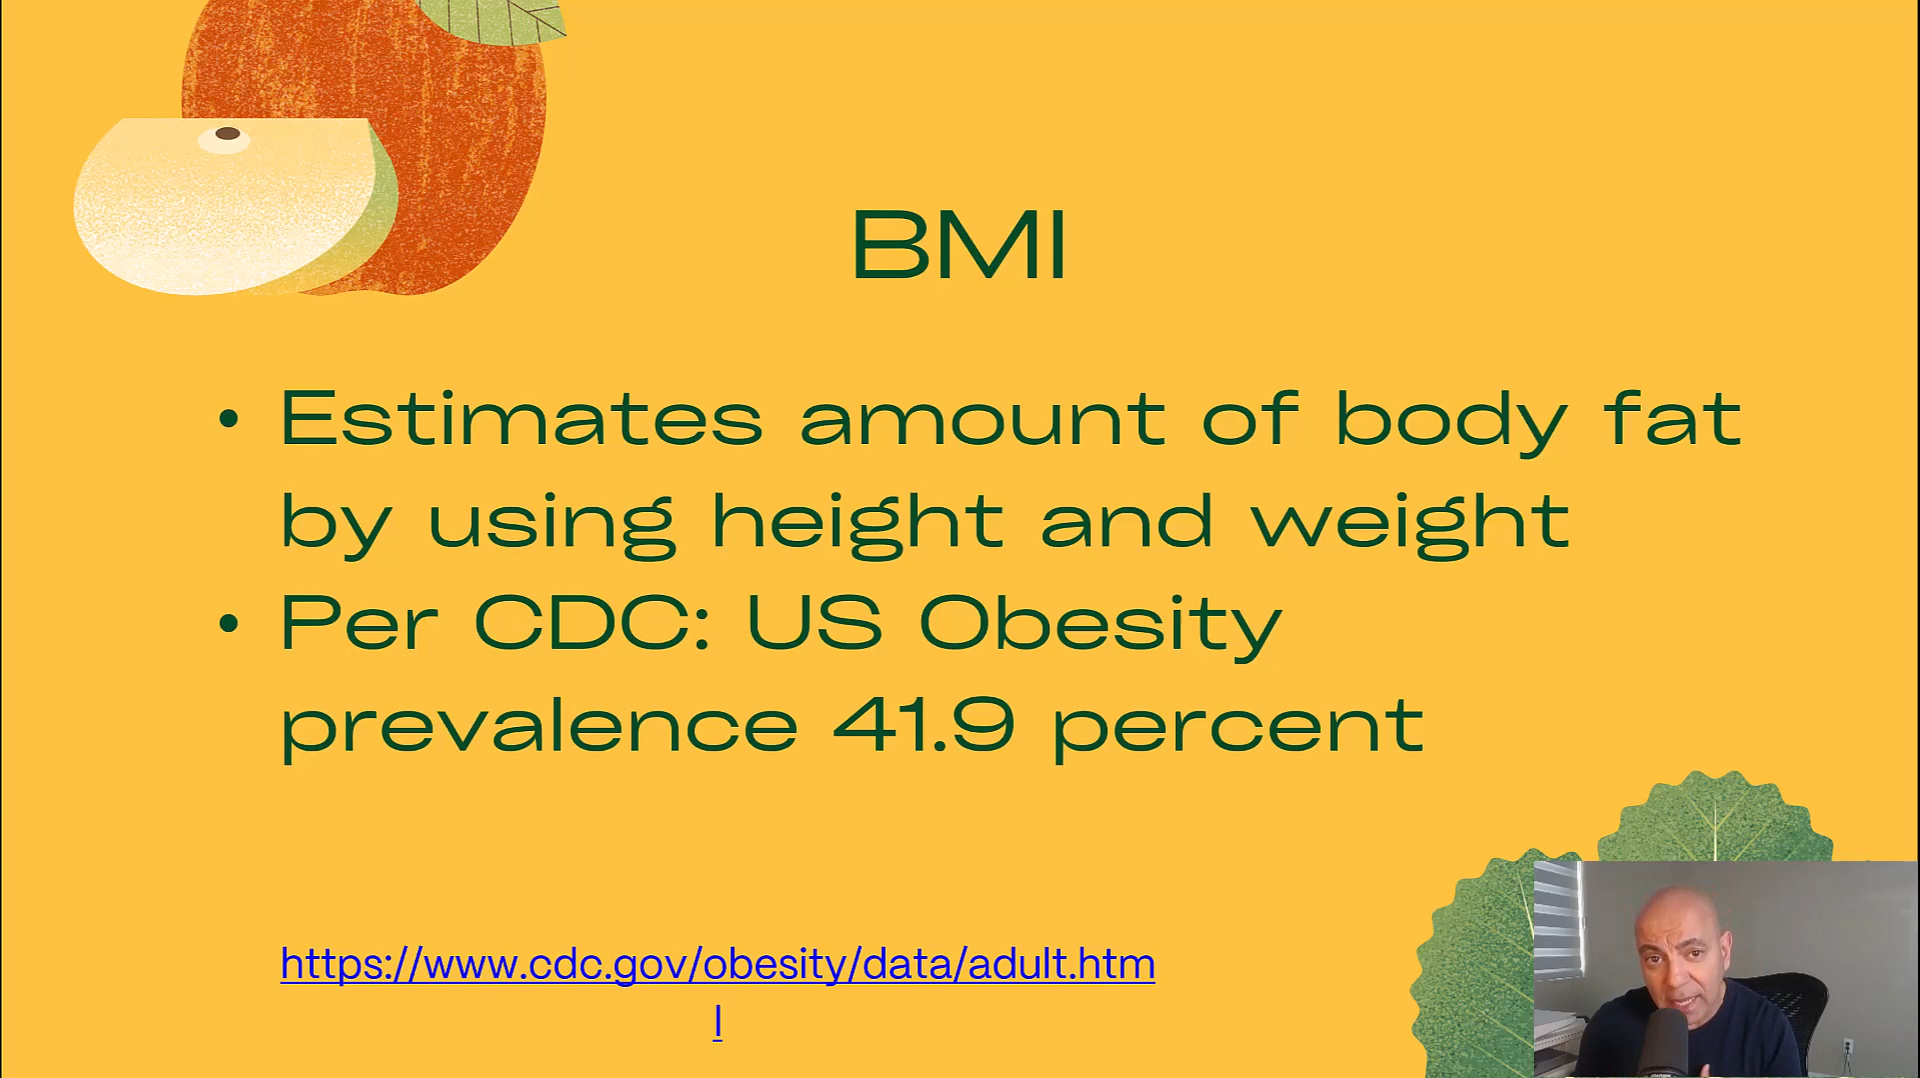 BMI
• Estimates amount of body fat
by using height and weight
• Per CDC: US Obesity
prevalence 41.9 percent
https://www.cdc.gov/obesity/data/adult.htm
l